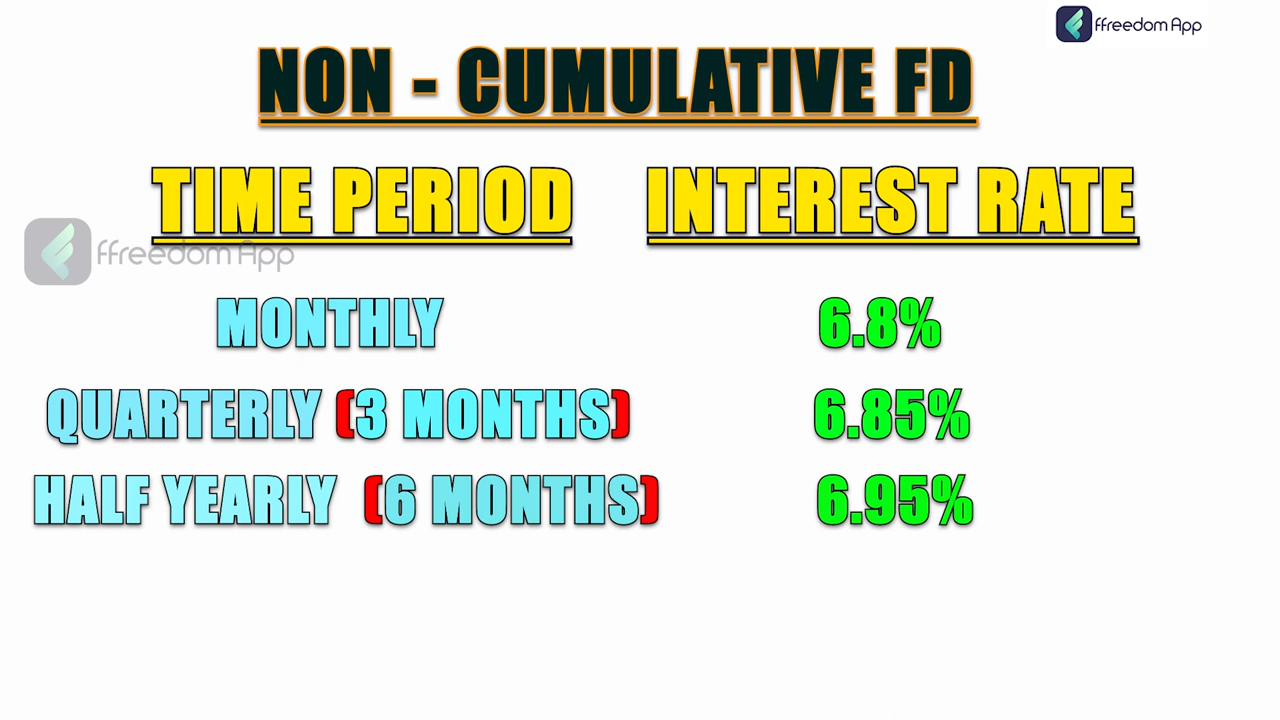 ffreedom App
NON - CUMULATIVE FD
TIME PERIOD INTEREST RATE
ffreedom App
MONTHLY 6.8%
QUARTERLY (3 MONTHS) 6.85%
HALF YEARLY (6 MONTHS) 6.95%